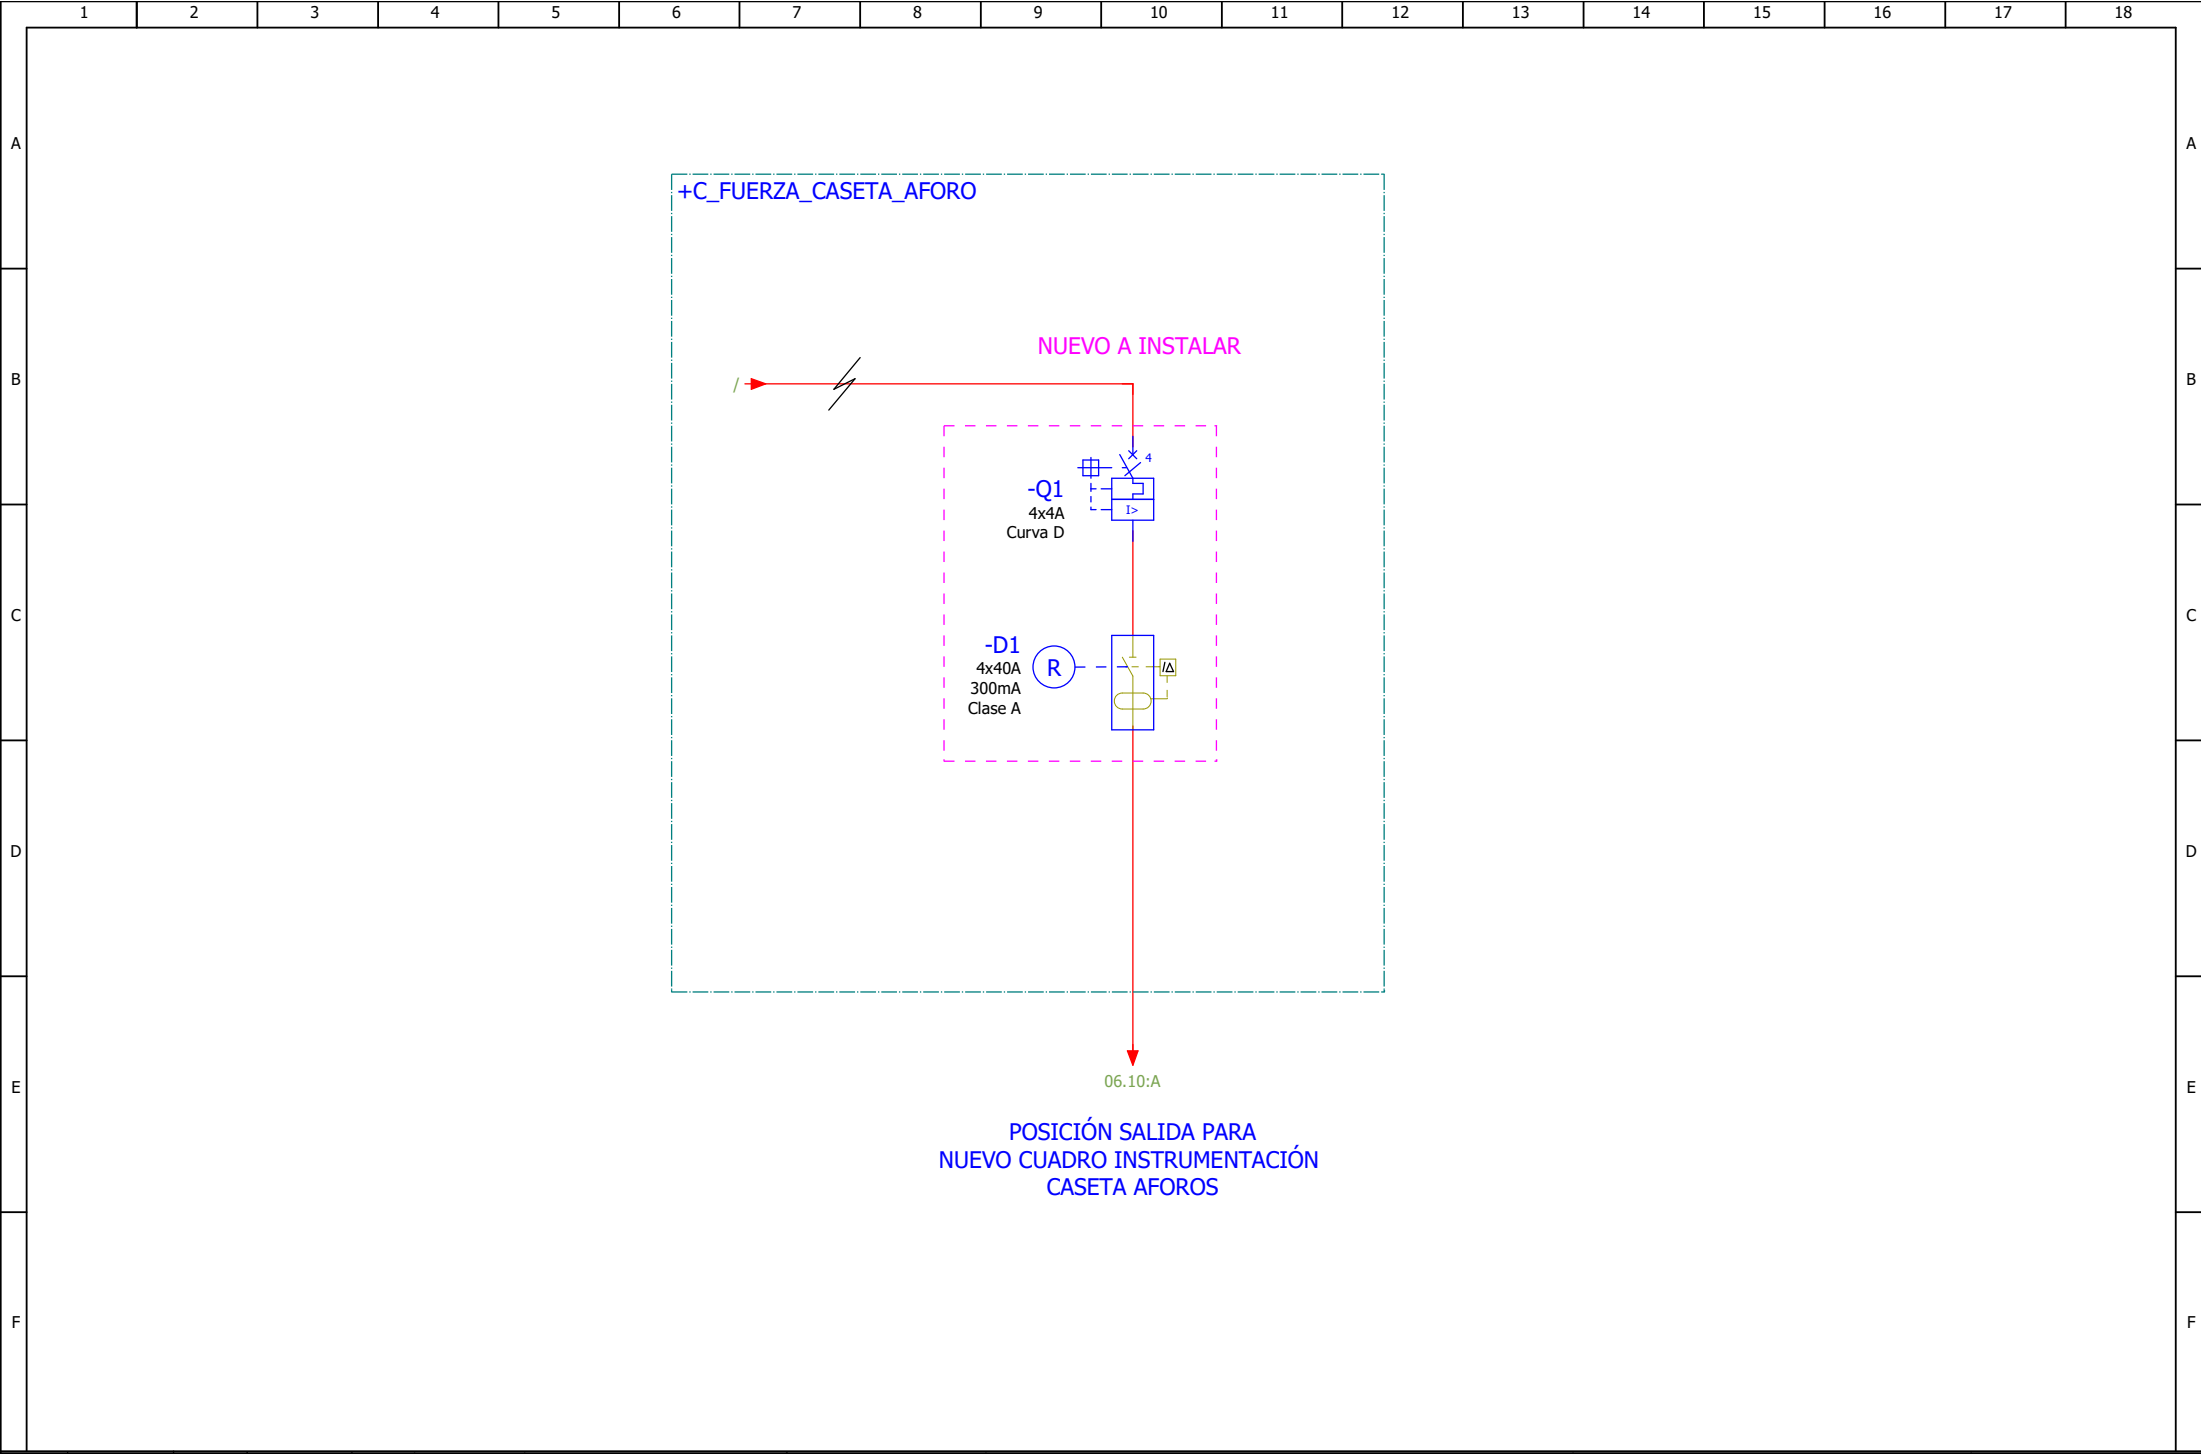 1 2 3 4 5 6 7 8 9 10 11 12 13 14 15 16 17 18
A A
+C_FUERZA_CASETA_AFORO
NUEVO A INSTALAR
B / B
4
-Q1
4x4A
I>
Curva D
C C
-D1
4x40A
R
I∆
300mA
Clase A
D D
06.10:A
E E
POSICIÓN SALIDA PARA
NUEVO CUADRO INSTRUMENTACIÓN
CASETA AFOROS
F F